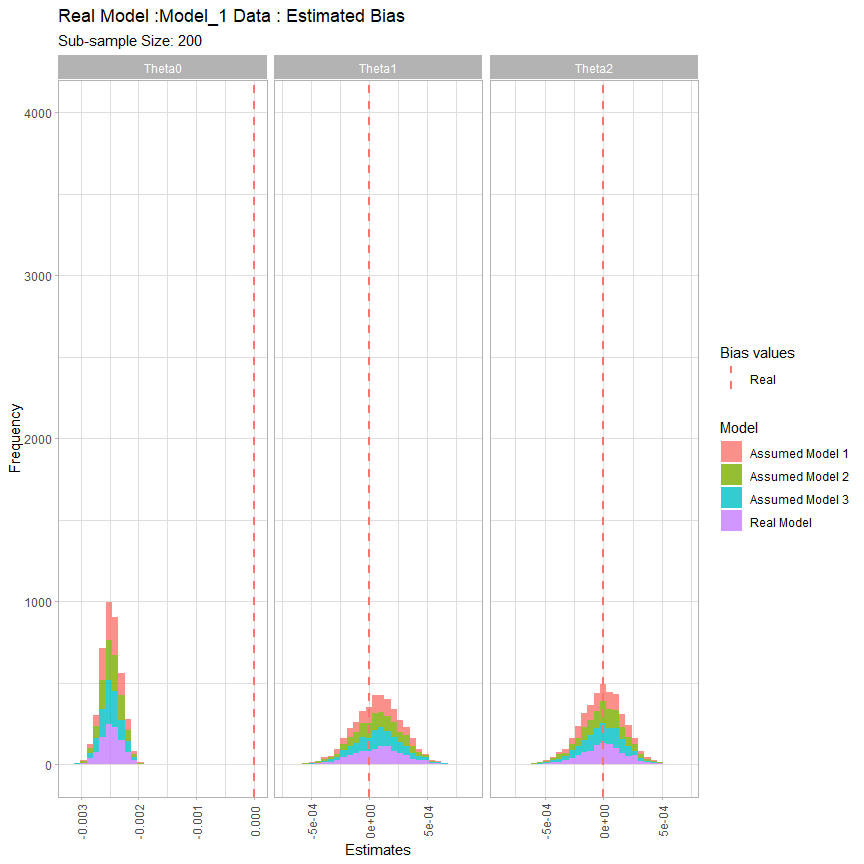 Real Model :Model_1 Data : Estimated Bias
Sub-sample Size: 200
Theta0
Theta1
Theta2
Frequency
4000
3000
2000
1000
0
-0.003
-0.002
-0.001
0.000
-5e-04
0e+00
5e-04
-5e-04
0e+00
5e-04
Estimates
Bias values
Real
Model
Assumed Model 1
Assumed Model 2
Assumed Model 3
Real Model